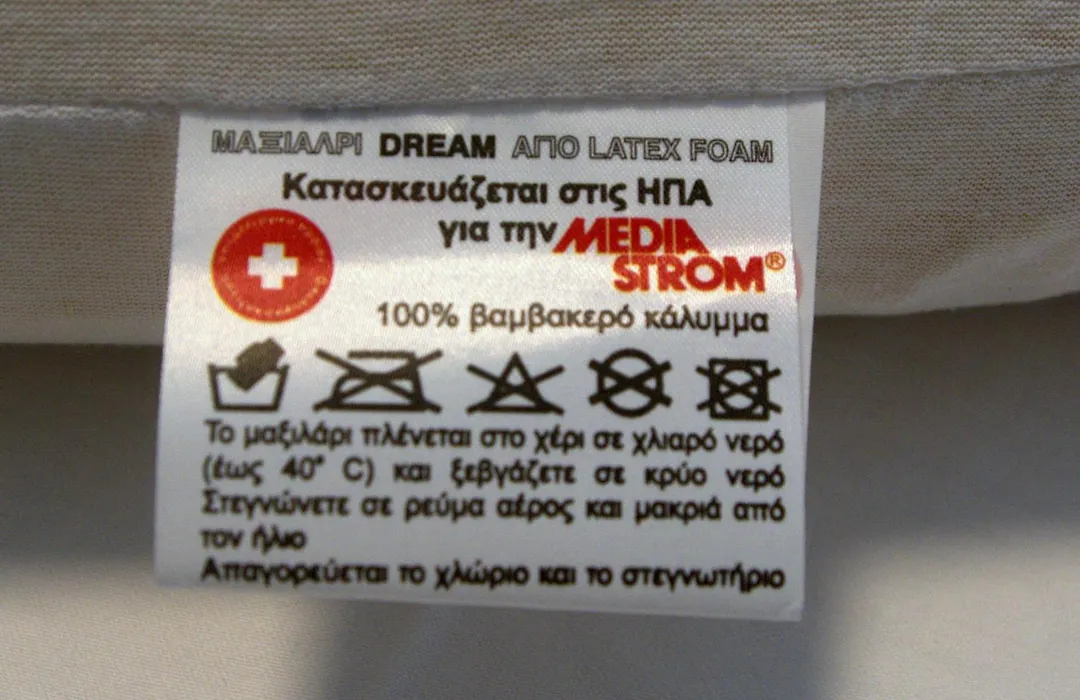 ΜΑΞΙΛΑΡΙ DREAM ΑΠΟ LATEX FOAM
Κατασκευάζεται στις ΗΠΑ
για την MEDIA
STROM®
100% βαμβακερό κάλυμμα
Το μαξιλάρι πλένεται στο χέρι σε χλιαρό νερό
(έως 40° C) και ξεβγάζετε σε κρύο νερό
Στεγνώνετε σε ρεύμα αέρος και μακριά από
τον ήλιο
Απαγορεύεται το χλώριο και το στεγνωτήριο